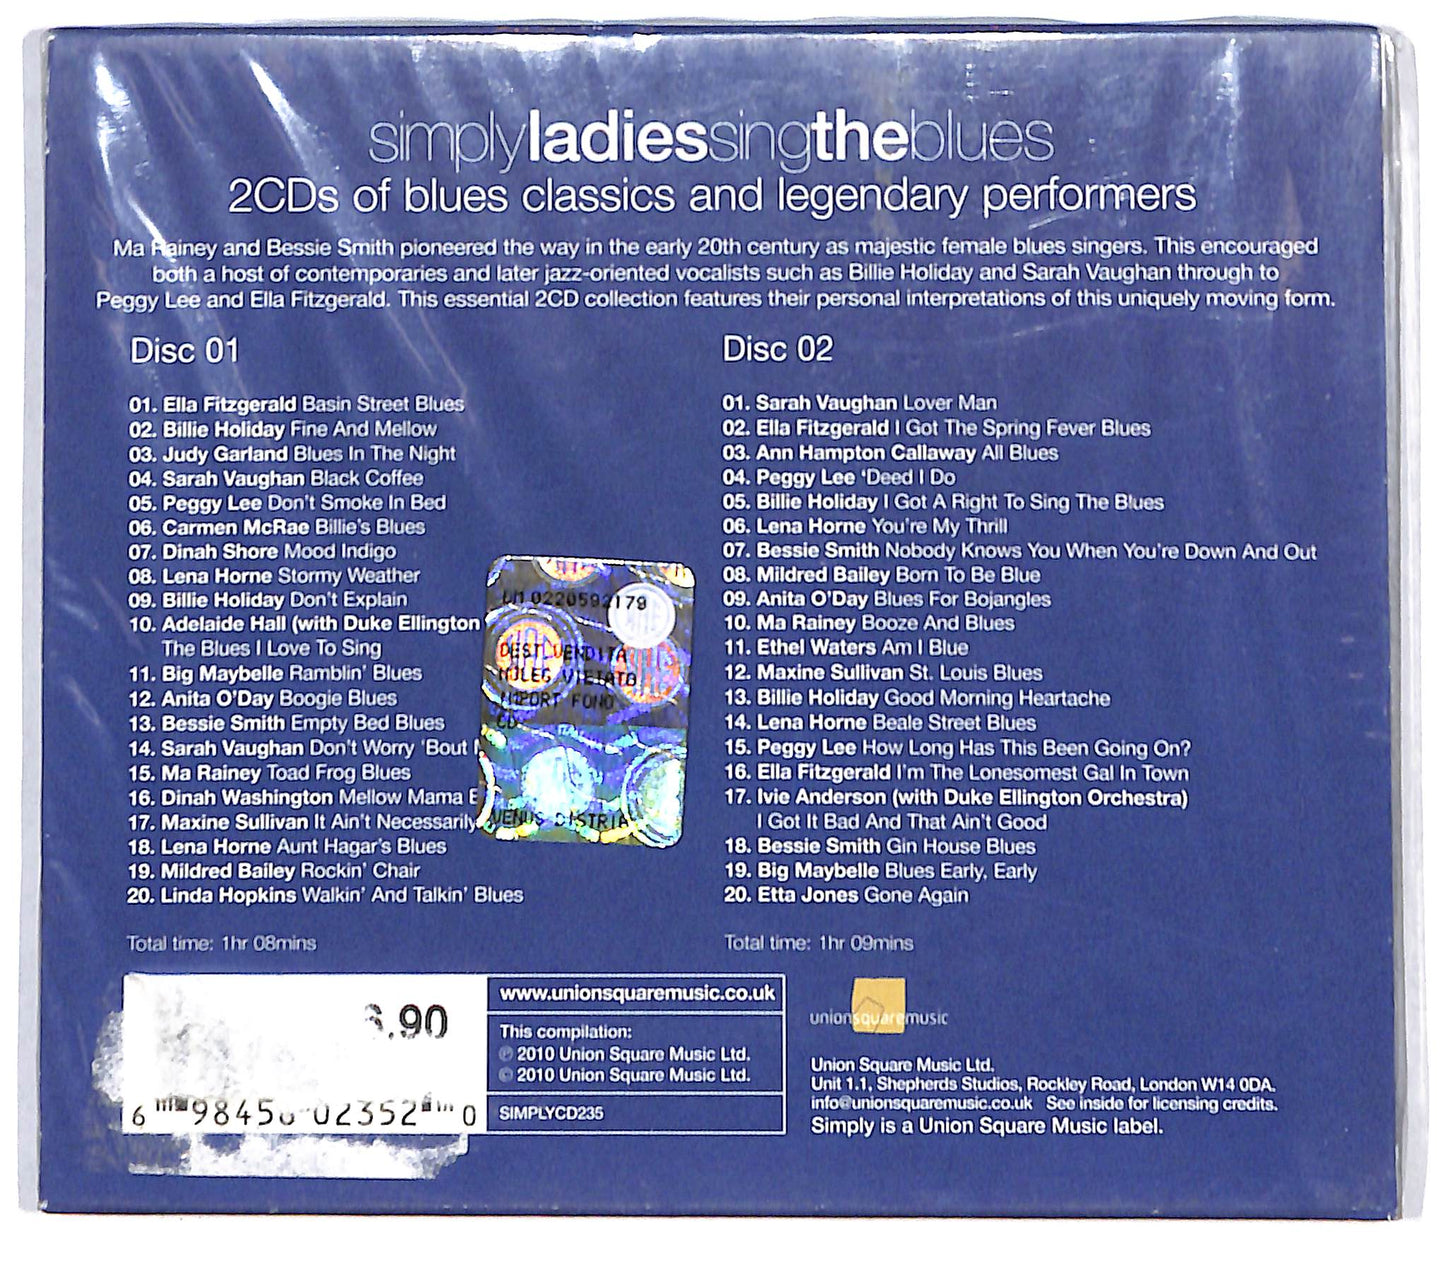 simplyladiessingtheblues
2CDs of blues classics and legendary performers
Ma Rainey and Bessie Smith pioneered the way in the early 20th century as majestic female blues singers. This encouraged
both a host of contemporaries and later jazz-oriented vocalists such as Billie Holiday and Sarah Vaughan through to
Peggy Lee and Ella Fitzgerald. This essential 2CD collection features their personal interpretations of this uniquely moving form.
Disc 01
01. Ella Fitzgerald Basin Street Blues
02. Billie Holiday Fine And Mellow
03. Judy Garland Blues In The Night
04. Sarah Vaughan Black Coffee
05. Peggy Lee Don't Smoke In Bed
06. Carmen McRae Billie's Blues
07. Dinah Shore Mood Indigo
08. Lena Horne Stormy Weather
09. Billie Holiday Don't Explain
10. Adelaide Hall (with Duke Ellington
The Blues I Love To Sing
11. Big Maybelle Ramblin' Blues
12. Anita O'Day Boogie Blues
13. Bessie Smith Empty Bed Blues
14. Sarah Vaughan Don't Worry 'Bout
15. Ma Rainey Toad Frog Blues
16. Dinah Washington Mellow Mama
17. Maxine Sullivan It Ain't Necessarily
18. Lena Horne Aunt Hagar's Blues
19. Mildred Bailey Rockin' Chair
20. Linda Hopkins Walkin' And Talkin' Blues
Total time: 1hr 08mins
Disc 02
01. Sarah Vaughan Lover Man
02. Ella Fitzgerald I Got The Spring Fever Blues
03. Ann Hampton Callaway All Blues
04. Peggy Lee 'Deed I Do
05. Billie Holiday I Got A Right To Sing The Blues
06. Lena Horne You're My Thrill
07. Bessie Smith Nobody Knows You When You're Down And Out
08. Mildred Bailey Born To Be Blue
09. Anita O'Day Blues For Bojangles
10. Ma Rainey Booze And Blues
11. Ethel Waters Am I Blue
12. Maxine Sullivan St. Louis Blues
13. Billie Holiday Good Morning Heartache
14. Lena Horne Beale Street Blues
15. Peggy Lee How Long Has This Been Going On?
16. Ella Fitzgerald I'm The Lonesomest Gal In Town
17. Ivie Anderson (with Duke Ellington Orchestra)
I Got It Bad And That Ain't Good
18. Bessie Smith Gin House Blues
19. Big Maybelle Blues Early, Early
20. Etta Jones Gone Again
Total time: 1hr 09mins
0220592179
DEST.VENDITA
NOLEG VIETATO
IMPORT FONO
CD
VENUS DISTRIB
.90
6 98458 02352 0
www.unionsquaremusic.co.uk
This compilation:
℗ 2010 Union Square Music Ltd.
© 2010 Union Square Music Ltd.
SIMPLYCD235
unionsquaremusic
Union Square Music Ltd.
Unit 1.1, Shepherds Studios, Rockley Road, London W14 0DA.
info@unionsquaremusic.co.uk See inside for licensing credits.
Simply is a Union Square Music label.